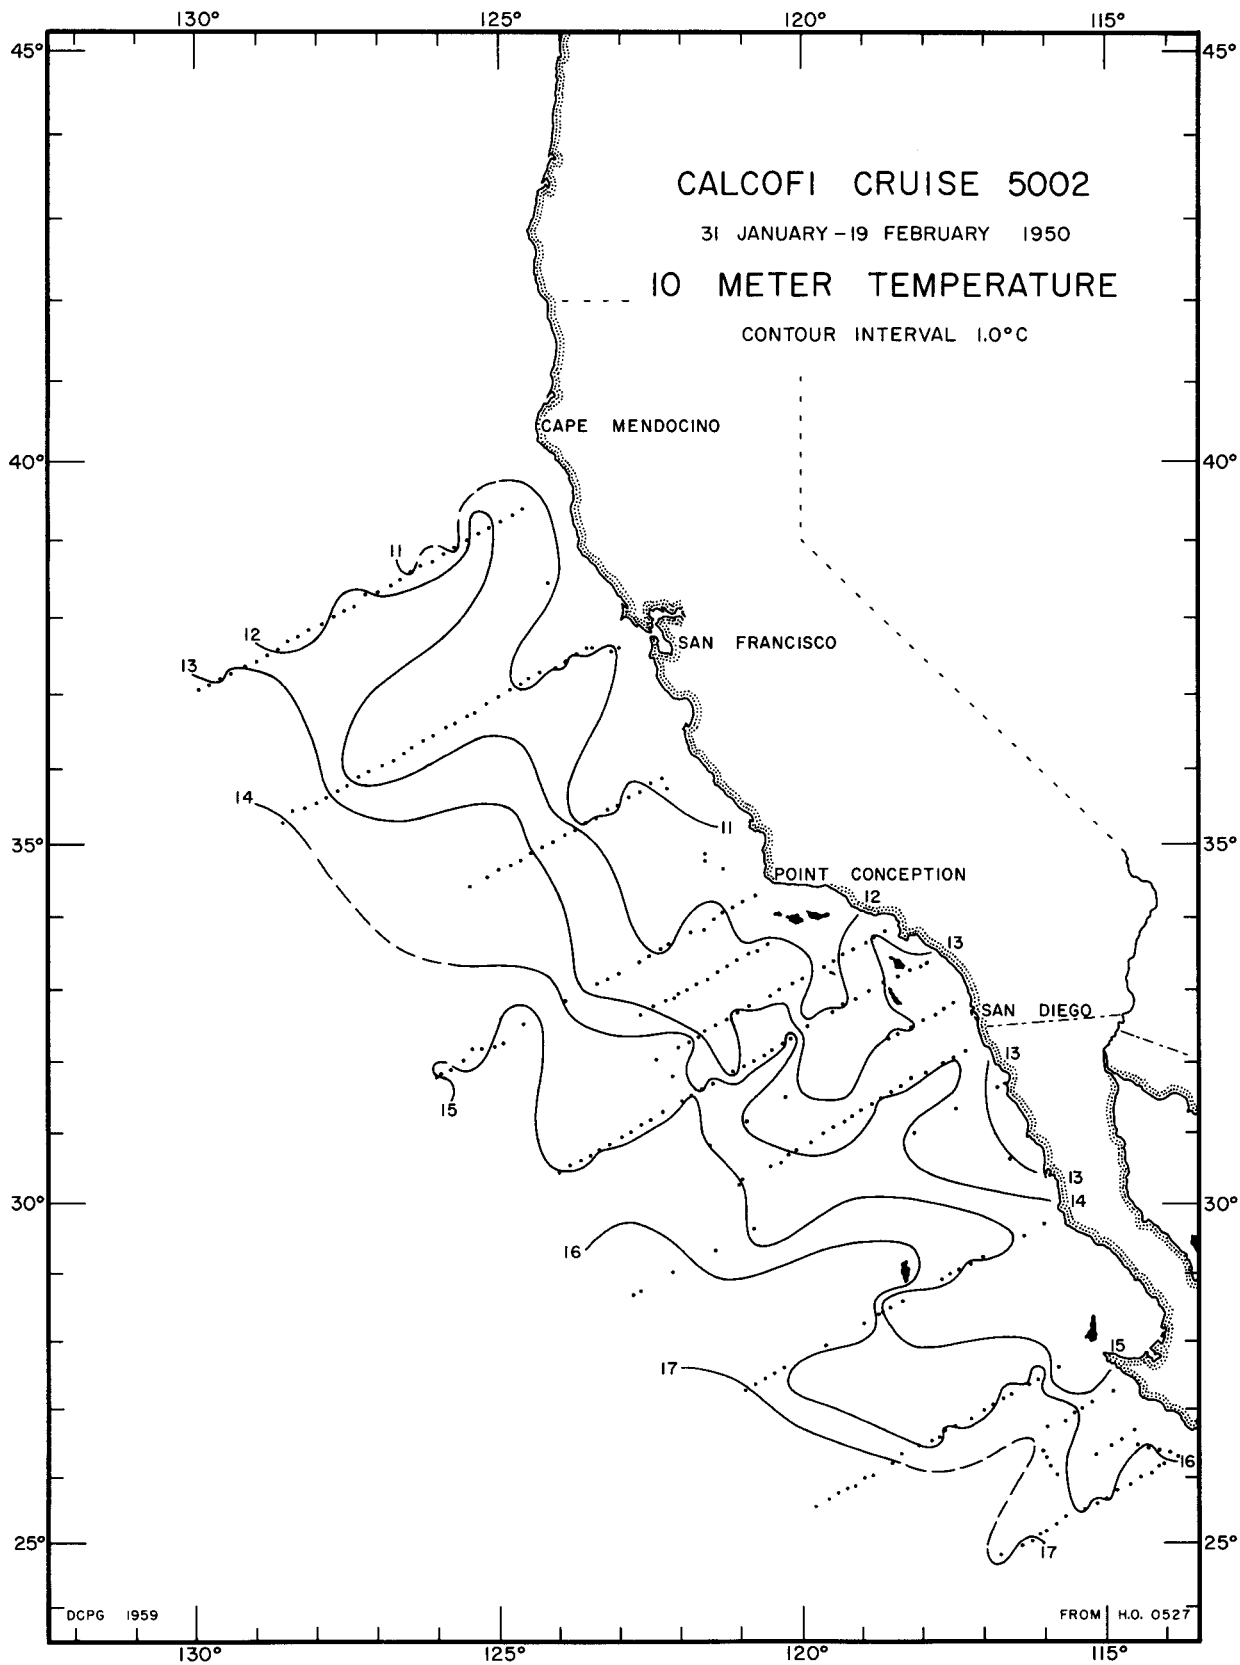 130° 125° 120° 115°
45° 45°
CALCOFI CRUISE 5002
31 JANUARY – 19 FEBRUARY 1950
10 METER TEMPERATURE
CONTOUR INTERVAL 1.0°C
CAPE MENDOCINO
40° 40°
11
12
SAN FRANCISCO
13
14
11
35° 35°
POINT CONCEPTION
12
13
SAN DIEGO
13
15
13
14
30° 30°
16
15
17
16
25° 25°
17
DCPG 1959
FROM H.O. 0527
130° 125° 120° 115°